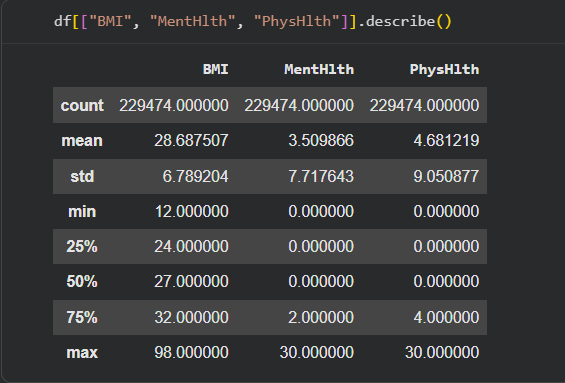 df[["BMI", "MentHlth", "PhysHlth"]].describe()
BMI MentHlth PhysHlth
count 229474.000000 229474.000000 229474.000000
mean 28.687507 3.509866 4.681219
std 6.789204 7.717643 9.050877
min 12.000000 0.000000 0.000000
25% 24.000000 0.000000 0.000000
50% 27.000000 0.000000 0.000000
75% 32.000000 2.000000 4.000000
max 98.000000 30.000000 30.000000